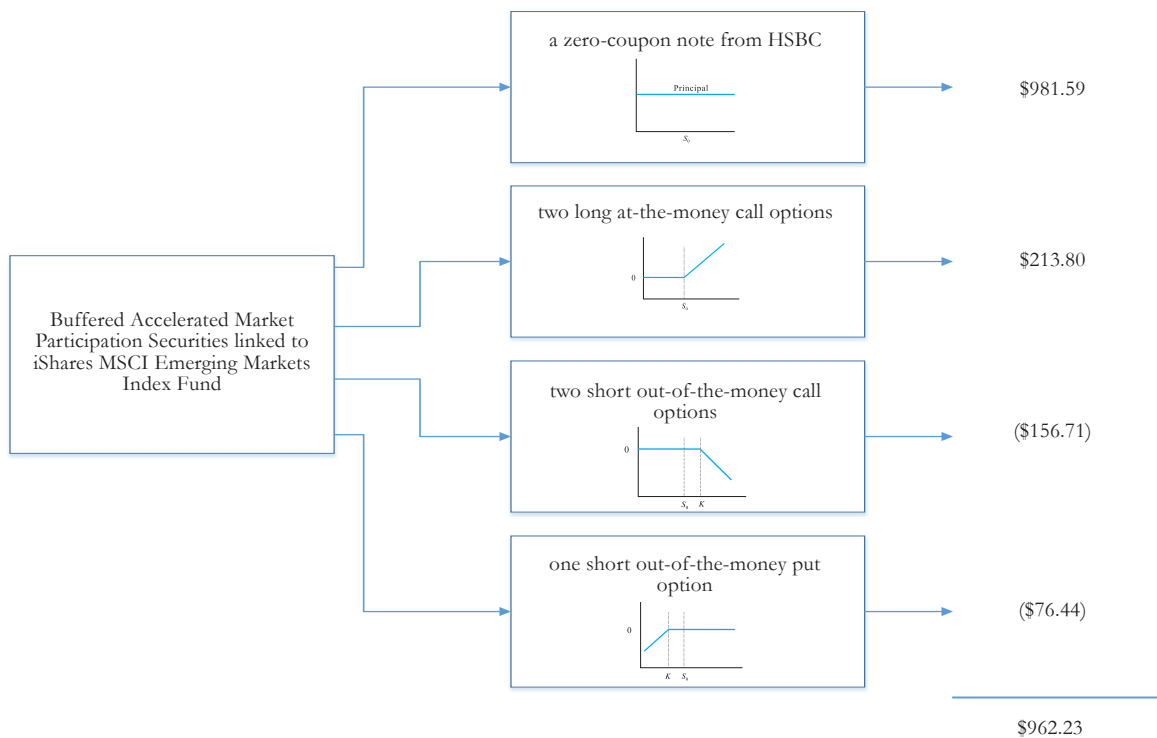 a zero-coupon note from HSBC
Principal
S0
$981.59
two long at-the-money call options
0
S0
$213.80
Buffered Accelerated Market
Participation Securities linked to
iShares MSCI Emerging Markets
Index Fund
two short out-of-the-money call
options
0
S0 K
($156.71)
one short out-of-the-money put
option
0
K S0
($76.44)
$962.23